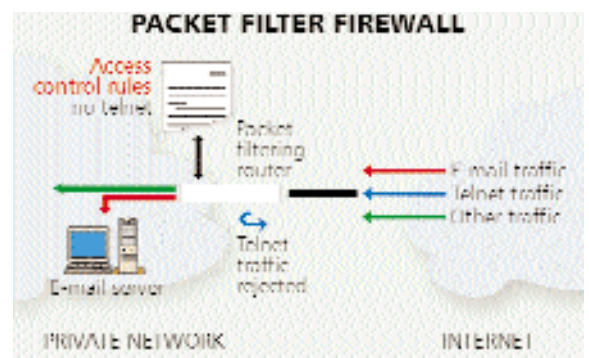 PACKET FILTER FIREWALL
Access
control rules
no telnet
Packet
filtering
router
E-mail traffic
Telnet traffic
Other traffic
Telnet
traffic
rejected
E-mail server
PRIVATE NETWORK
INTERNET